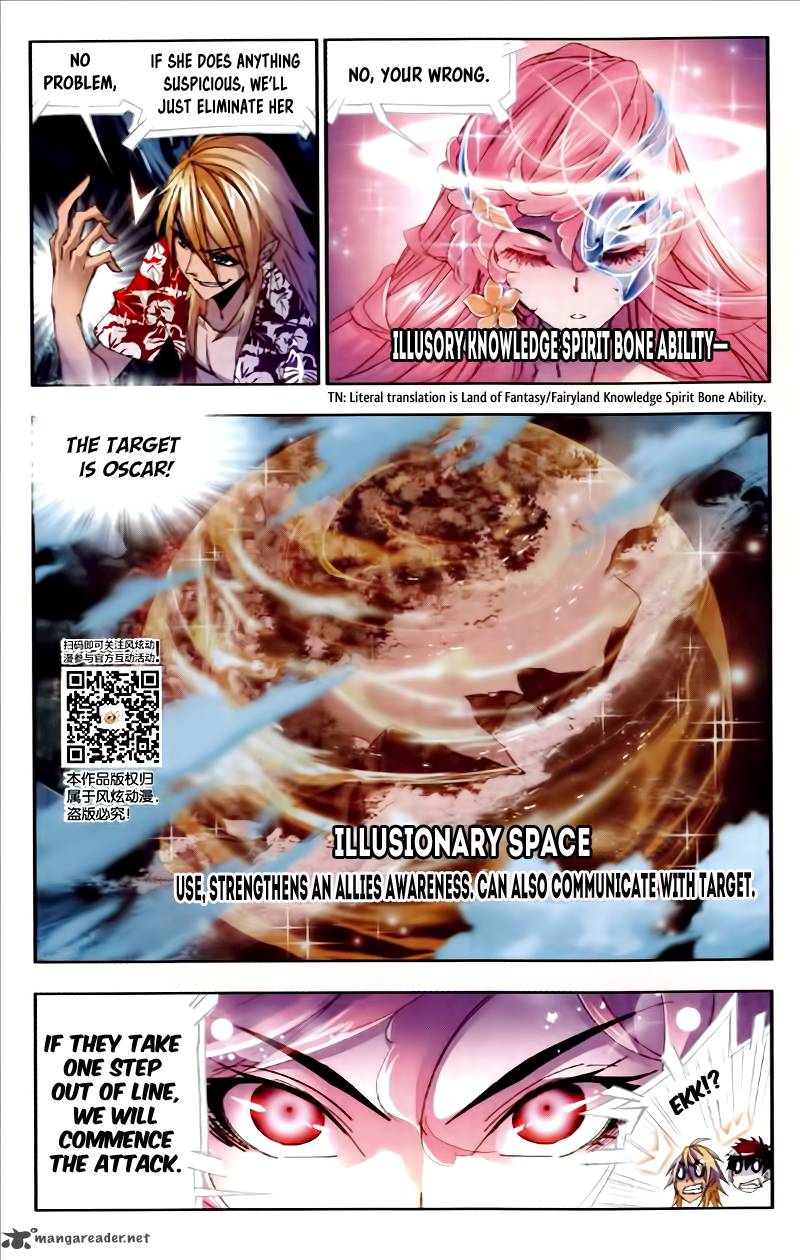 NO
PROBLEM,
IF SHE DOES ANYTHING
SUSPICIOUS, WE'LL
JUST ELIMINATE HER
NO, YOUR WRONG.
ILLUSORY KNOWLEDGE SPIRIT BONE ABILITY—
TN: Literal translation is Land of Fantasy/Fairyland Knowledge Spirit Bone Ability.
THE TARGET
IS OSCAR!
扫码即可关注风炫动
漫参与官方互动活动。
本作品版权归
属于风炫动漫，
盗版必究！
ILLUSIONARY SPACE
USE, STRENGTHENS AN ALLIES AWARENESS. CAN ALSO COMMUNICATE WITH TARGET.
IF THEY TAKE
ONE STEP
OUT OF LINE,
WE WILL
COMMENCE
THE ATTACK.
EKK!?
mangareader.net